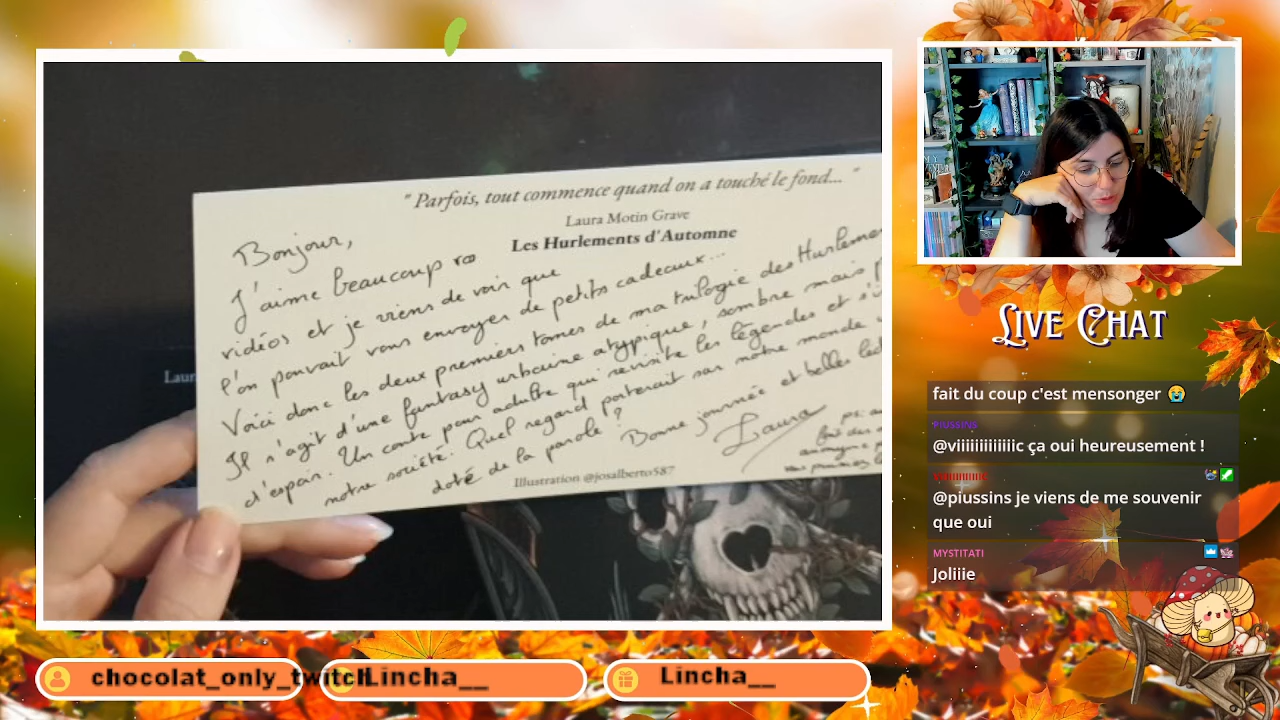 " Parfois, tout commence quand on a touché le fond... "
Laura Motin Grave
Les Hurlements d'Automne
Bonjour,
J'aime beaucoup vos
vidéos et je viens de voir que
l'on pouvait vous envoyer de petits cadeaux...
Voici donc les deux premiers tomes de ma trilogie des Hurleme
Il s'agit d'une fantasy urbaine atypique, sombre mais
d'espoir. Un conte pour adulte qui revisite les légendes et s'i
notre société. Quel regard porterait sur notre monde
doté de la parole ?
Bonne journée et belles lec
Laura
Illustration @josalberto587
Laur
LIVE CHAT
fait du coup c'est mensonger 😭
PIUSSINS
@viiiiiiiiiiiic ça oui heureusement !
@piussins je viens de me souvenir
que oui
MYSTITATI
Joliiie
chocolat_only_twitch
Lincha__
Lincha__